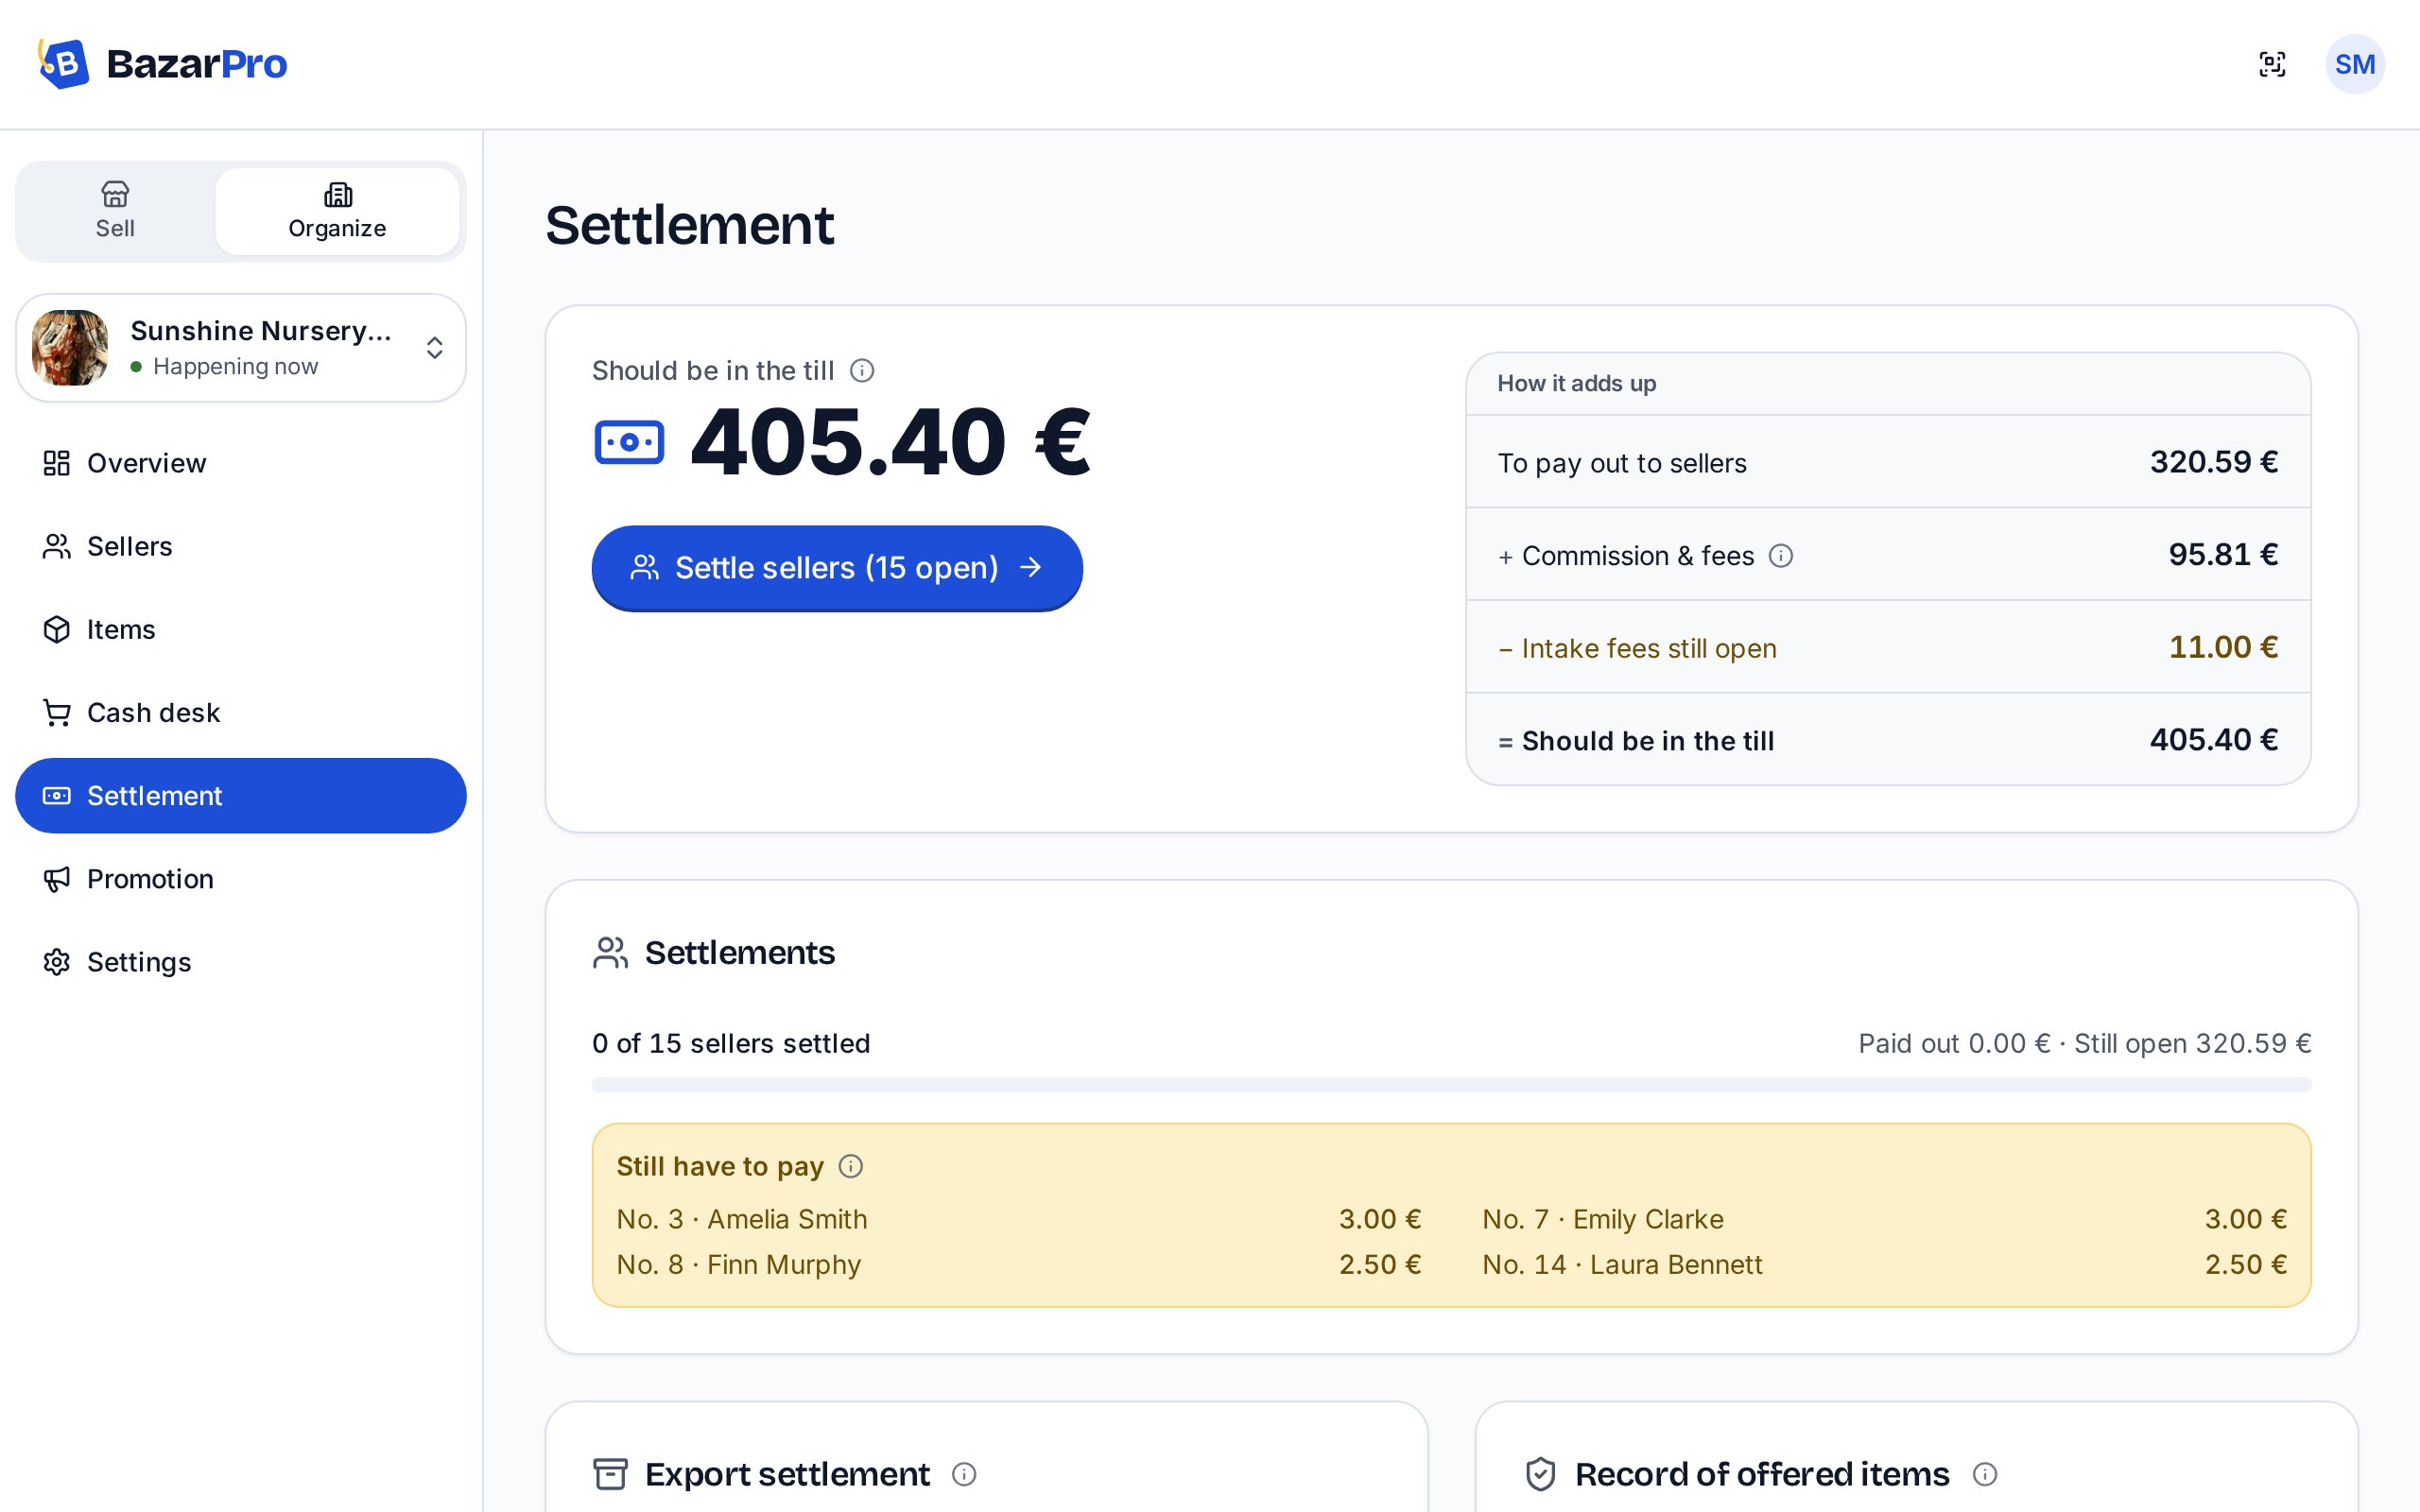 BazarPro
SM
Sell
Organize
Sunshine Nursery...
Happening now
Overview
Sellers
Items
Cash desk
Settlement
Promotion
Settings
Settlement
Should be in the till
405.40 €
Settle sellers (15 open)
How it adds up
To pay out to sellers 320.59 €
+ Commission & fees 95.81 €
− Intake fees still open 11.00 €
= Should be in the till 405.40 €
Settlements
0 of 15 sellers settled
Paid out 0.00 € · Still open 320.59 €
Still have to pay
No. 3 · Amelia Smith 3.00 €
No. 7 · Emily Clarke 3.00 €
No. 8 · Finn Murphy 2.50 €
No. 14 · Laura Bennett 2.50 €
Export settlement
Record of offered items